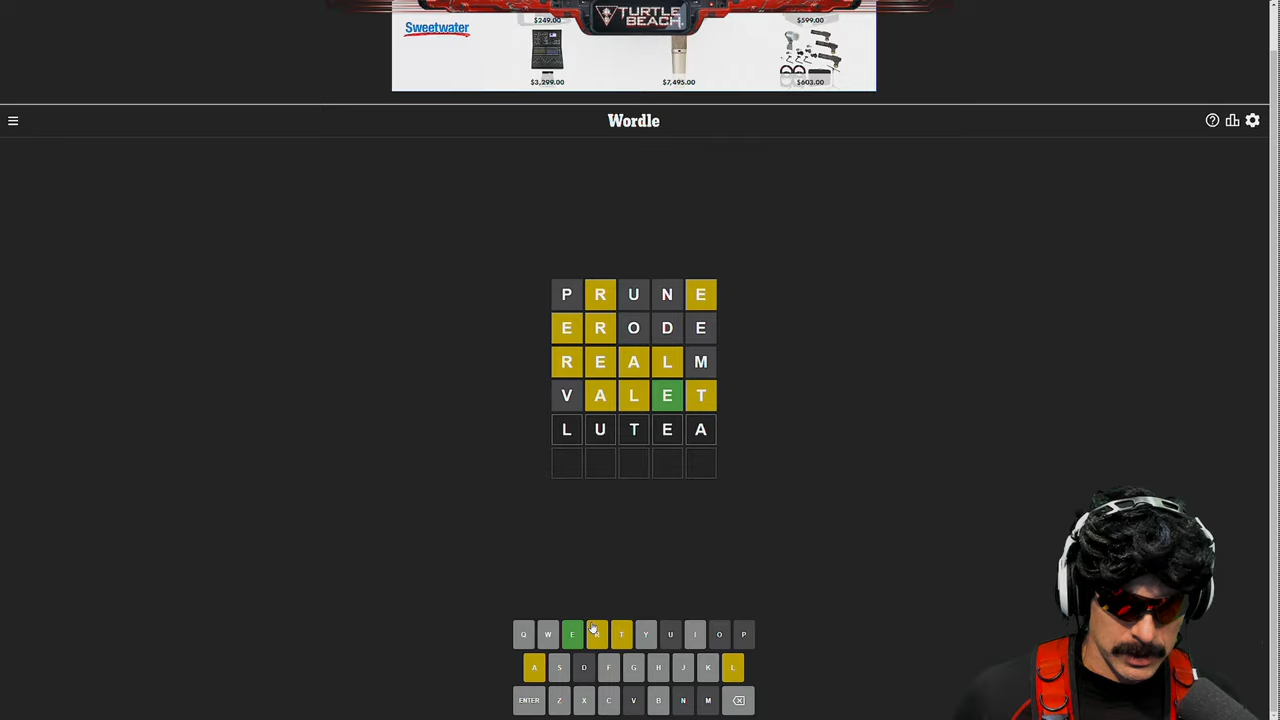 $249.00
TURTLE
BEACH
$599.00
Sweetwater
$3,299.00
$7,495.00
$603.00
Wordle
P R U N E
E R O D E
R E A L M
V A L E T
L U T E A
Q W E R T Y U I O P
A S D F G H J K L
ENTER Z X C V B N M